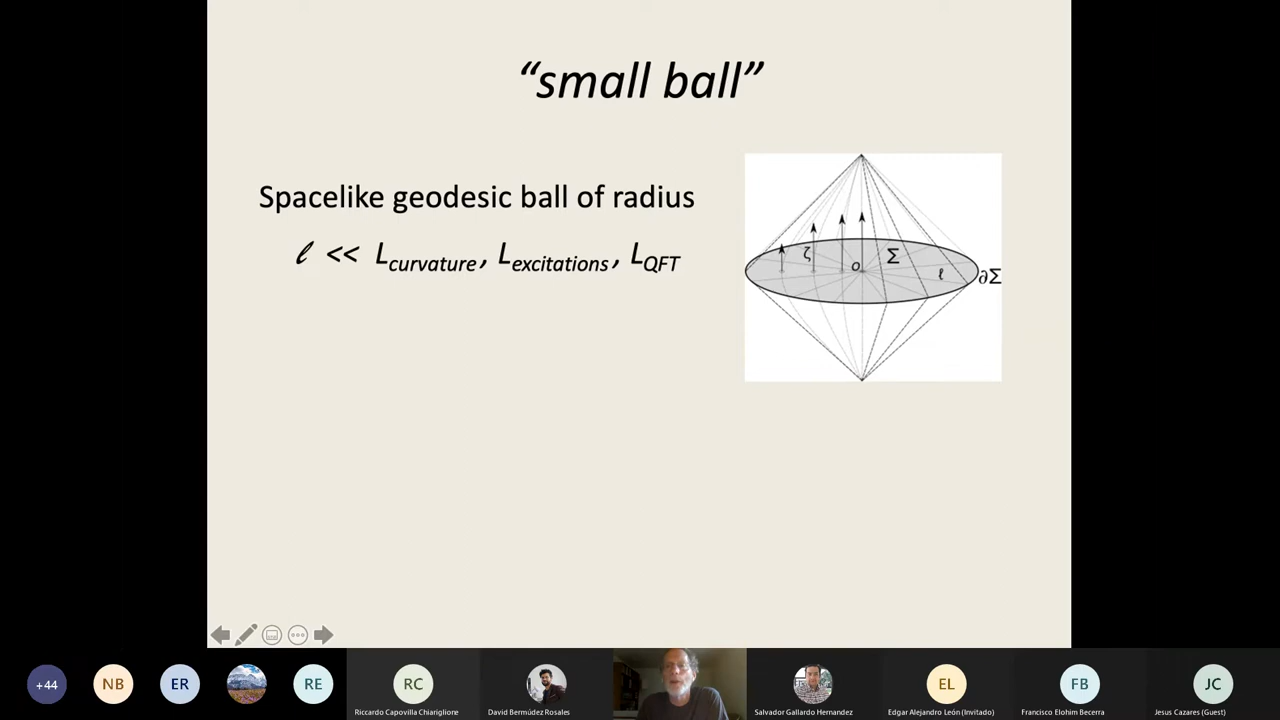 “small ball”
Spacelike geodesic ball of radius
ℓ << Lcurvature, Lexcitations, LQFT
ζ
o
Σ
ℓ
∂Σ
+44
NB
ER
RE
RC
EL
FB
JC
Riccardo Capovilla Chiariglione
David Bermúdez Rosales
Salvador Gallardo Hernandez
Edgar Alejandro León (Invitado)
Francisco Elohim Becerra
Jesus Cazares (Guest)